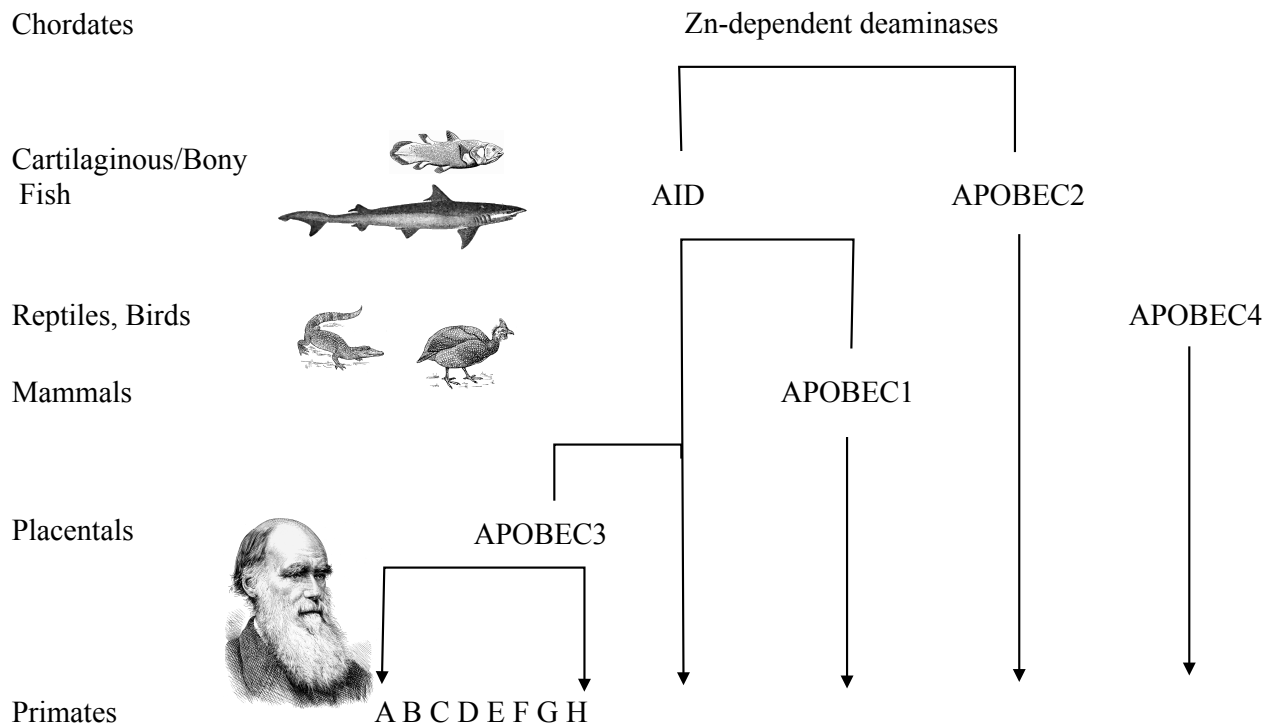 Chordates
Zn-dependent deaminases
Cartilaginous/Bony
Fish
AID
APOBEC2
Reptiles, Birds
APOBEC4
Mammals
APOBEC1
Placentals
APOBEC3
Primates
A B C D E F G H